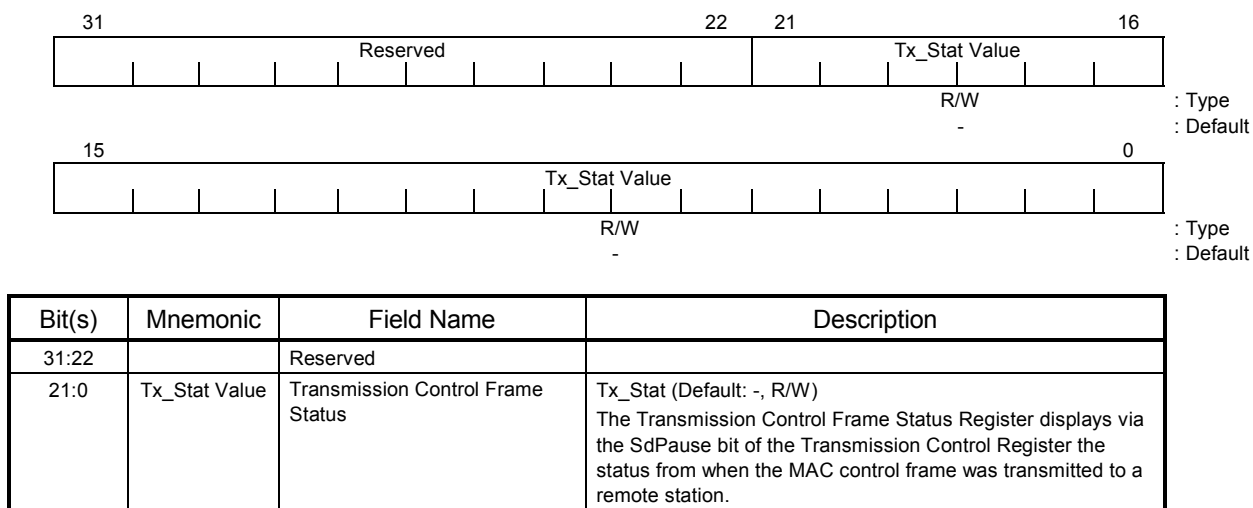 31 22 21 16
Reserved Tx_Stat Value
R/W : Type
- : Default
15 0
Tx_Stat Value
R/W : Type
- : Default
Bit(s) Mnemonic Field Name Description
31:22 Reserved
21:0 Tx_Stat Value Transmission Control Frame Tx_Stat (Default: -, R/W)
Status The Transmission Control Frame Status Register displays via
the SdPause bit of the Transmission Control Register the
status from when the MAC control frame was transmitted to a
remote station.